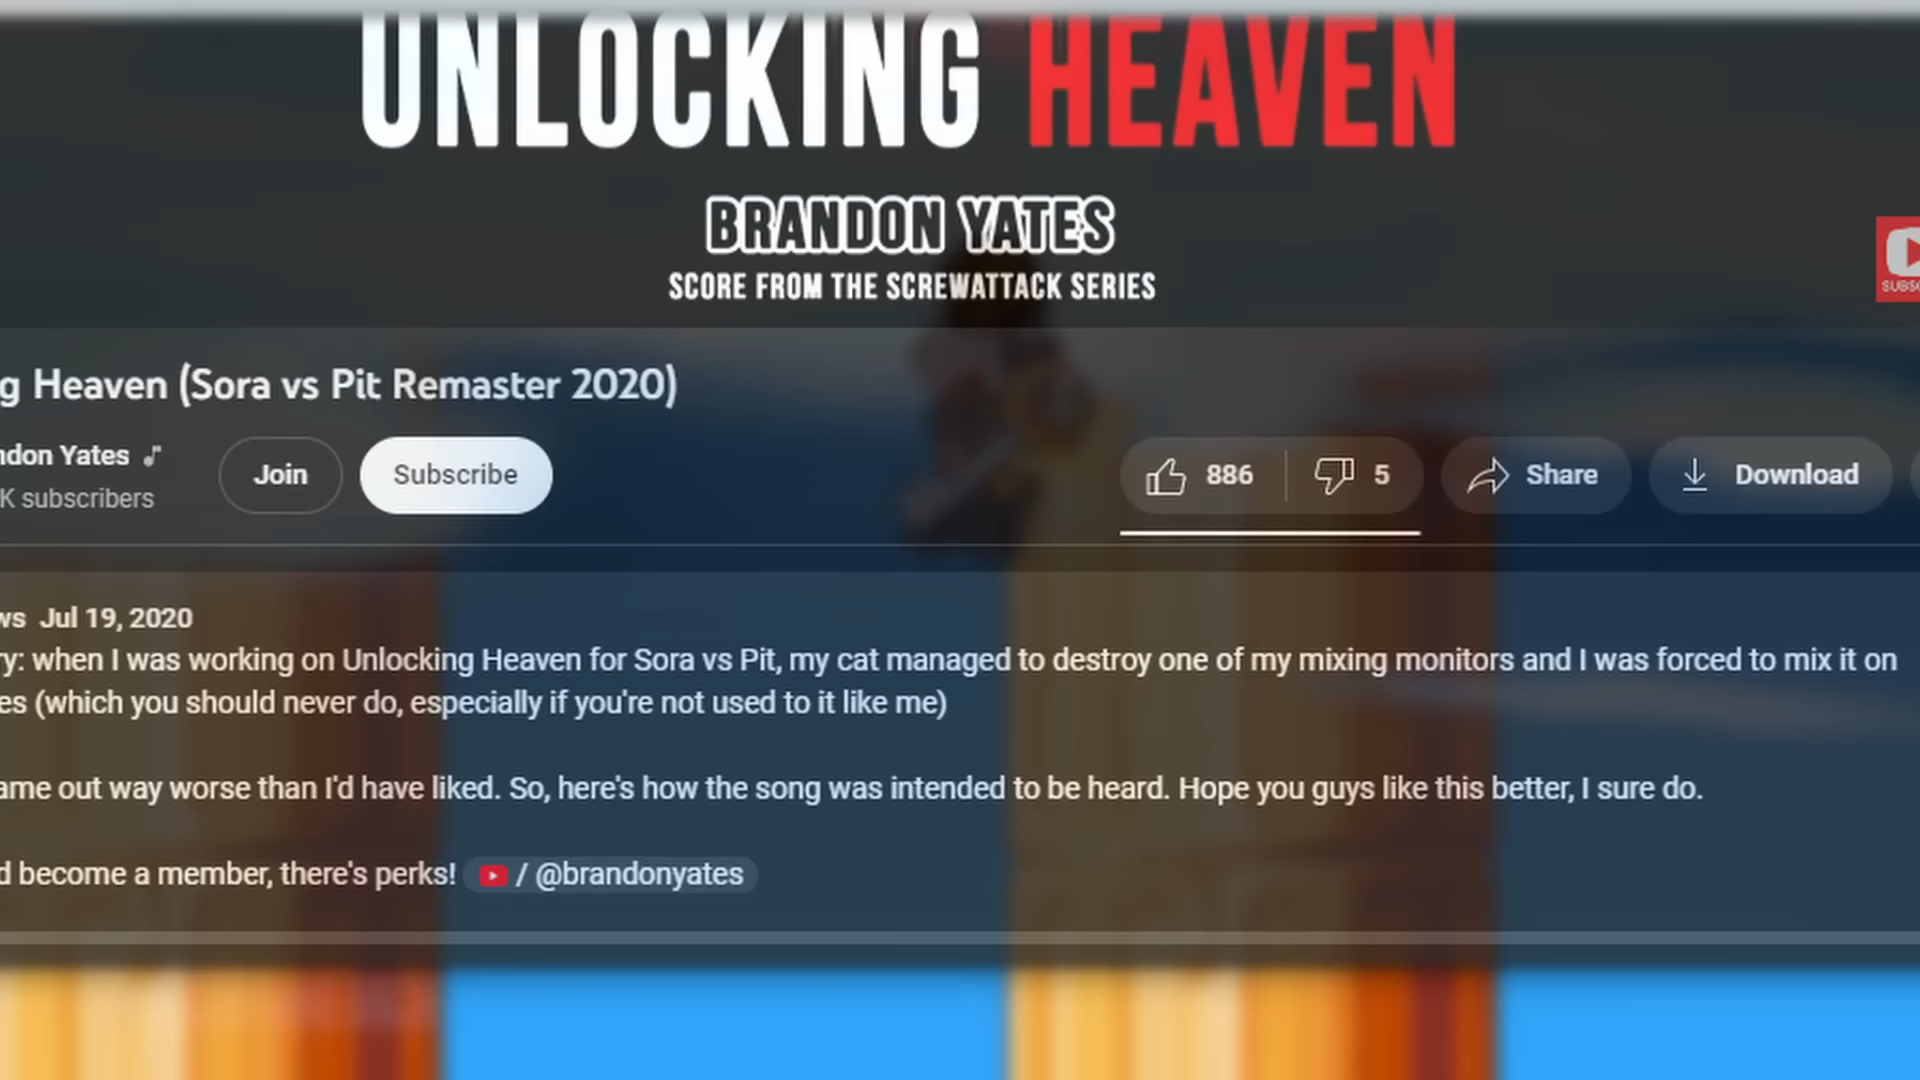 UNLOCKING HEAVEN
BRANDON YATES
SCORE FROM THE SCREWATTACK SERIES
g Heaven (Sora vs Pit Remaster 2020)
ndon Yates
K subscribers
Join
Subscribe
886
5
Share
Download
ws Jul 19, 2020
ry: when I was working on Unlocking Heaven for Sora vs Pit, my cat managed to destroy one of my mixing monitors and I was forced to mix it on
es (which you should never do, especially if you're not used to it like me)
ame out way worse than I'd have liked. So, here's how the song was intended to be heard. Hope you guys like this better, I sure do.
d become a member, there's perks! / @brandonyates